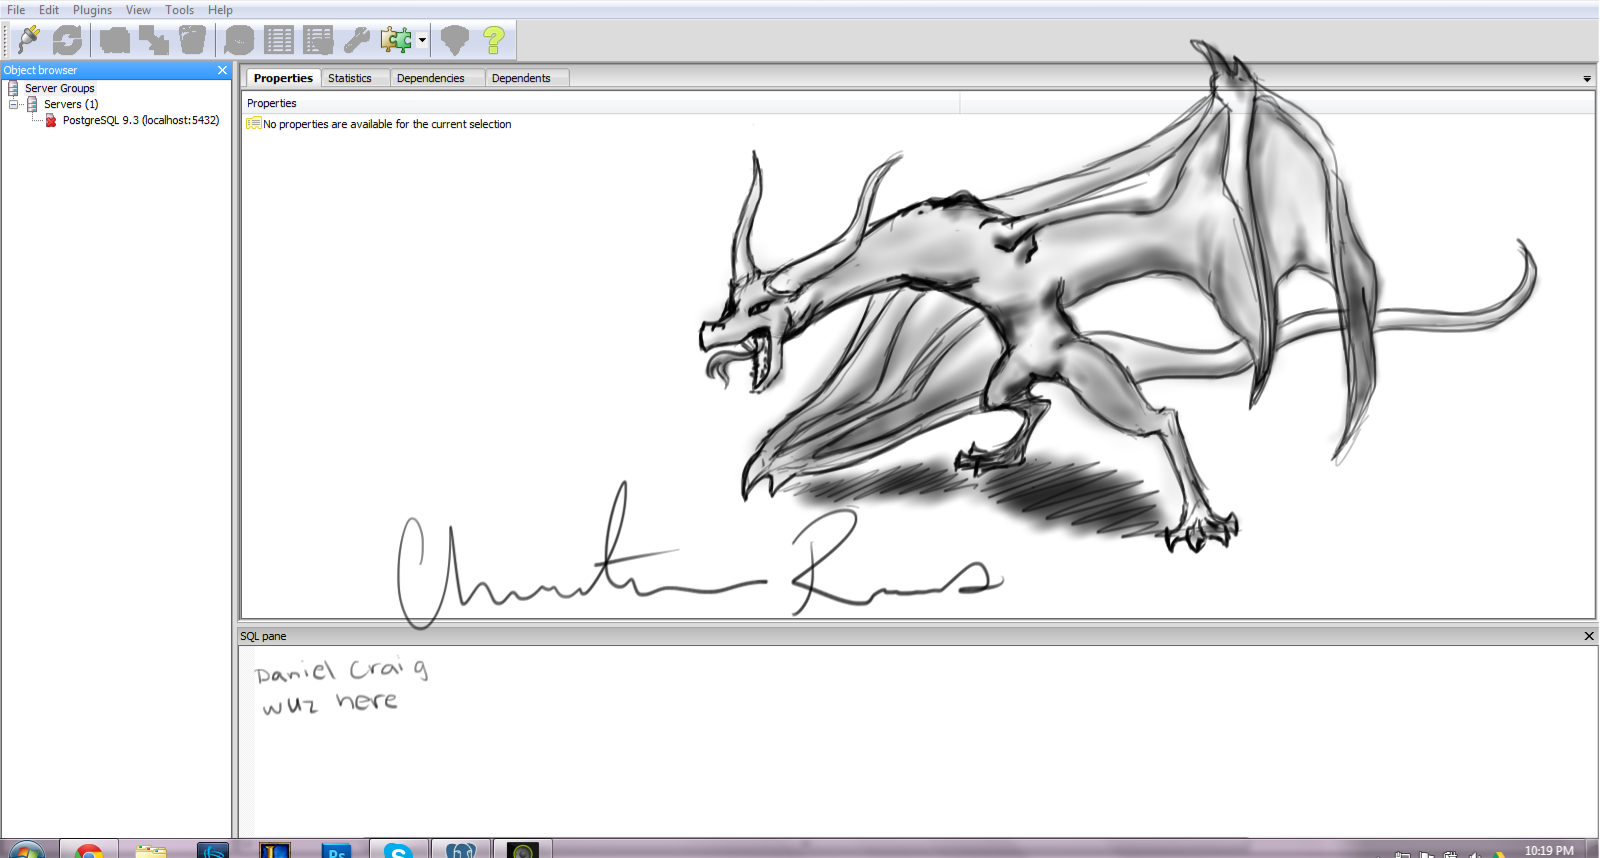 File Edit Plugins View Tools Help
Object browser
Server Groups
Servers (1)
PostgreSQL 9.3 (localhost:5432)
Properties Statistics Dependencies Dependents
Properties
No properties are available for the current selection
SQL pane
Daniel Craig
wuz here
Ps
10:19 PM